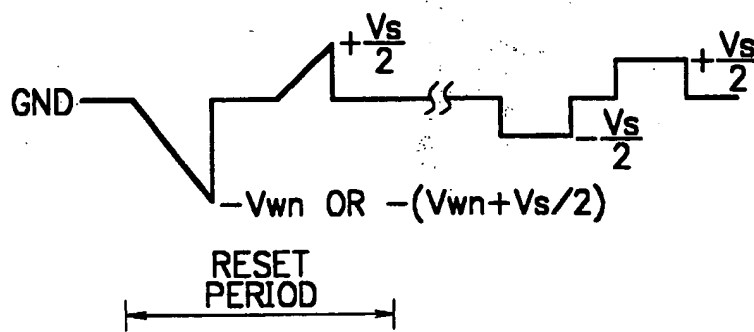 +Vs/2
+Vs/2
GND
-Vs/2
-Vwn OR -(Vwn+Vs/2)
RESET
PERIOD